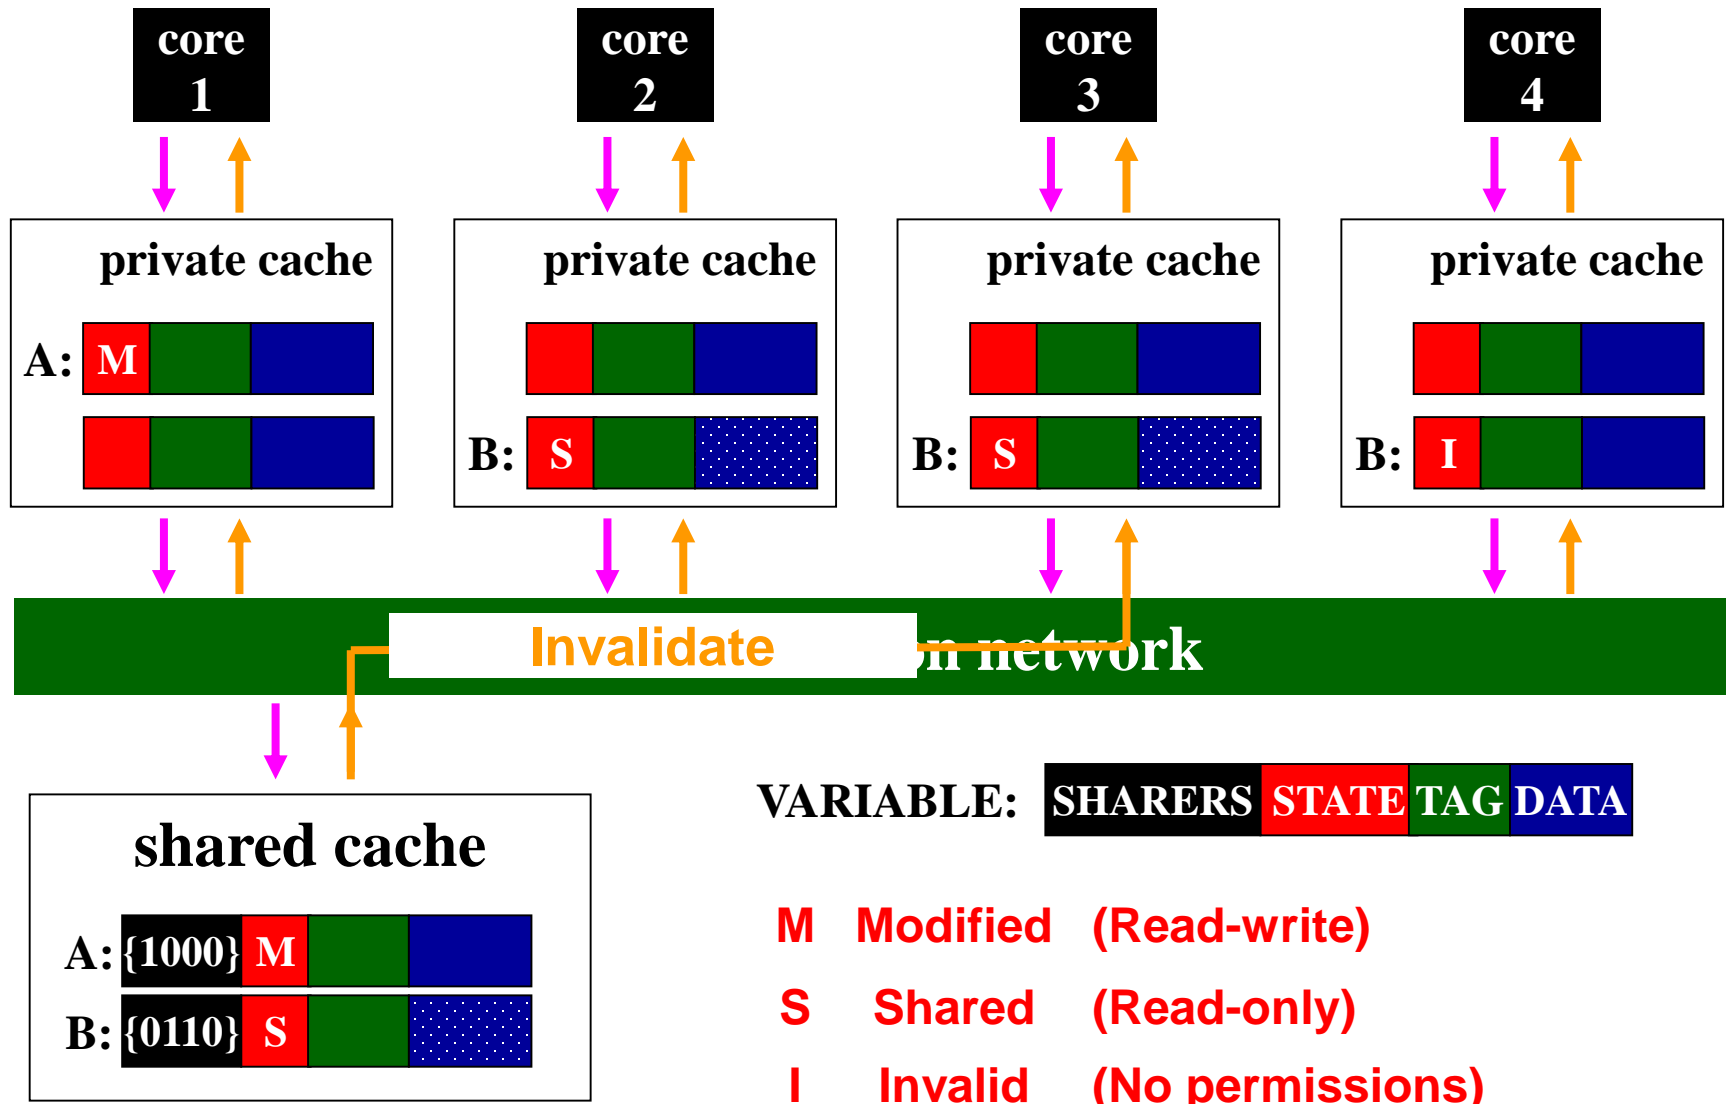 core 1
core 2
core 3
core 4
private cache
private cache
private cache
private cache
A: M
B: S
B: S
B: I
Invalidate
network
VARIABLE: SHARERS STATE TAG DATA
shared cache
A: {1000} M
B: {0110} S
M Modified (Read-write)
S Shared (Read-only)
I Invalid (No permissions)